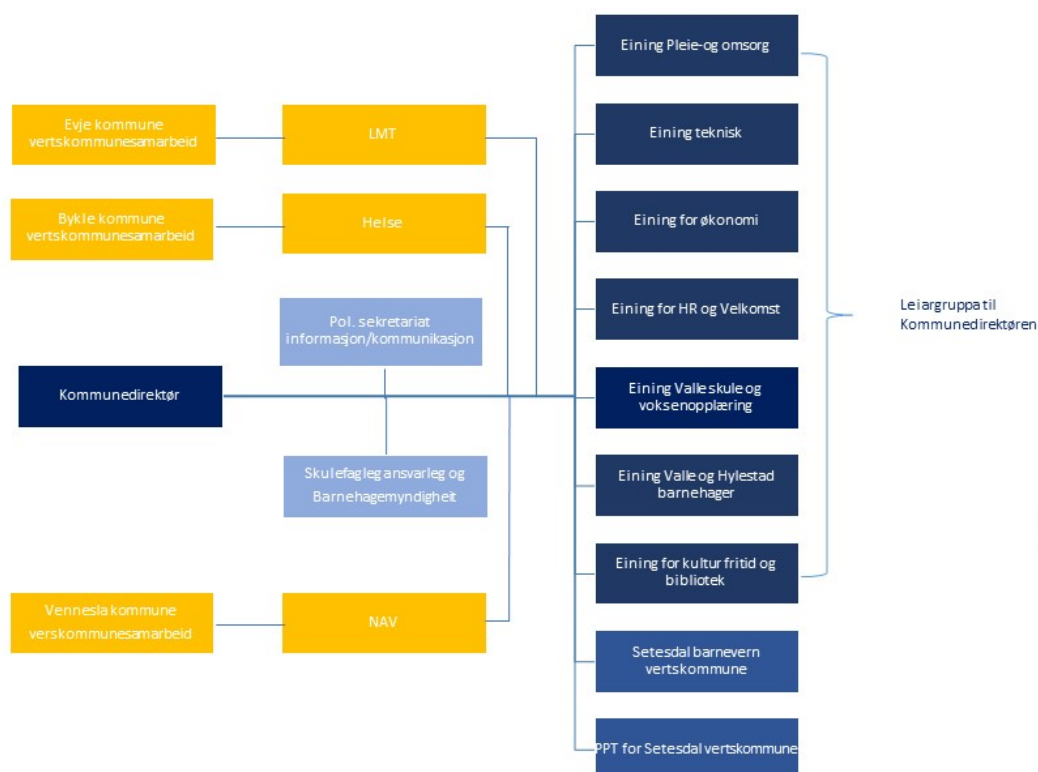 Eining Pleie-og omsorg
Evje kommune
vertskommunesamarbeid
LMT
Eining teknisk
Bykle kommune
vertskommunesamarbeid
Helse
Eining for økonomi
Pol. sekretariat
informasjon/kommunikasjon
Eining for HR og Velkomst
Leiargruppa til
Kommunedirektøren
Kommunedirektør
Eining Valle skule og
voksenopplæring
Skulefagleg ansvarleg og
Barnehagemyndigheit
Eining Valle og Hylestad
barnehager
Eining for kultur fritid og
bibliotek
Vennesla kommune
verskommunesamarbeid
NAV
Setesdal barnevern
vertskommune
PPT for Setesdal vertskommune